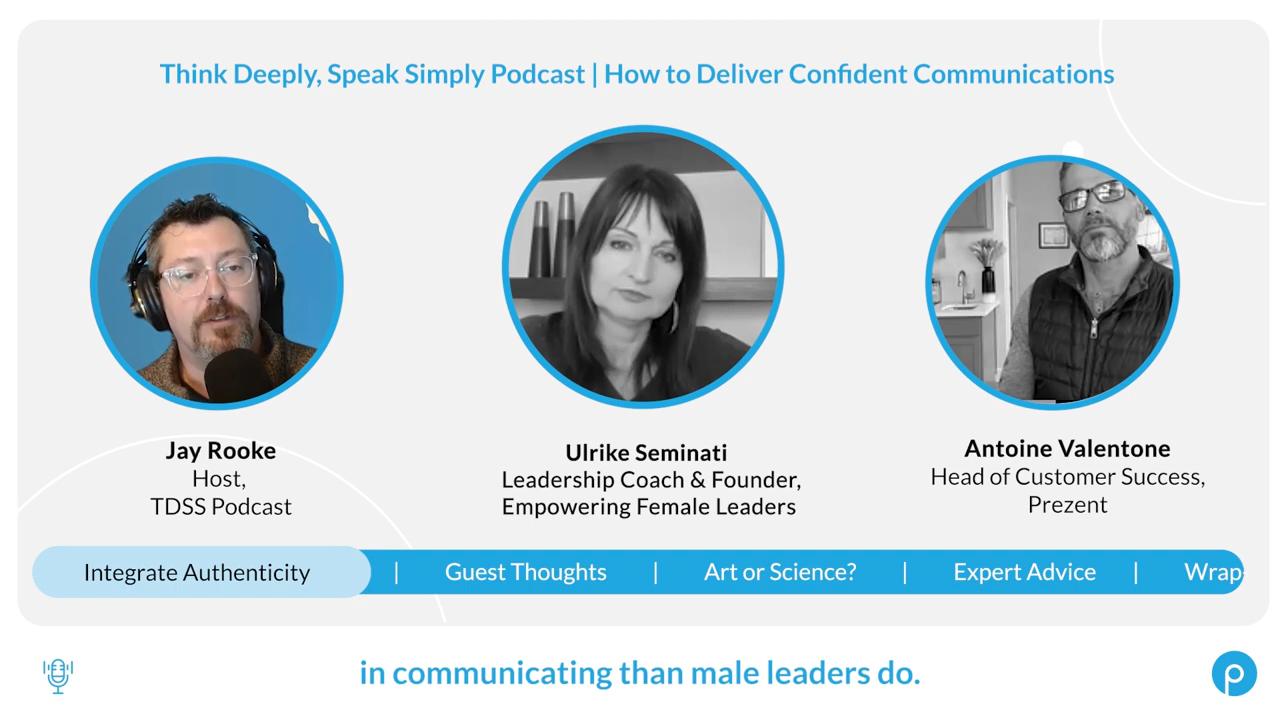 Think Deeply, Speak Simply Podcast | How to Deliver Confident Communications
Jay Rooke
Host,
TDSS Podcast
Ulrike Seminati
Leadership Coach & Founder,
Empowering Female Leaders
Antoine Valentone
Head of Customer Success,
Prezent
Integrate Authenticity | Guest Thoughts | Art or Science? | Expert Advice | Wrap-
in communicating than male leaders do.